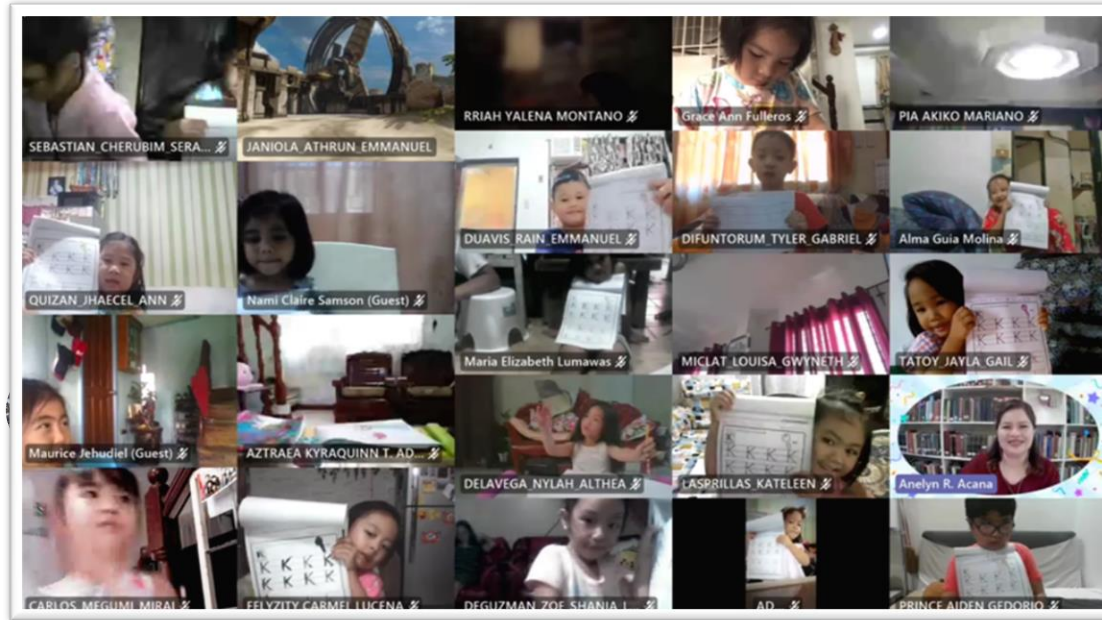 SEBASTIAN_CHERUBIM_SERA...
JANIOLA_ATHRUN_EMMANUEL
RRIAH YALENA MONTANO
Grace Ann Fulleros
PIA AKIKO MARIANO
QUIZAN_JHAECEL_ANN
Nami Claire Samson (Guest)
DUAVIS_RAIN_EMMANUEL
DIFUNTORUM_TYLER_GABRIEL
Alma Guia Molina
Maria Elizabeth Lumawas
MICLAT_LOUISA_GWYNETH
TATOY_JAYLA_GAIL
Maurice Jehudiel (Guest)
AZTRAEA KYRAQUINN T. AD...
DELAVEGA_NYLAH_ALTHEA
LASPRILLAS_KATELEEN
Anelyn R. Acana
CARLOS_MEGUMI_MIRAI
FELYZITY CARMEL LUCENA
DEGUZMAN_ZOE_SHANIA_L...
AD...
PRINCE AIDEN GEDORIO
K K K K
K K K K